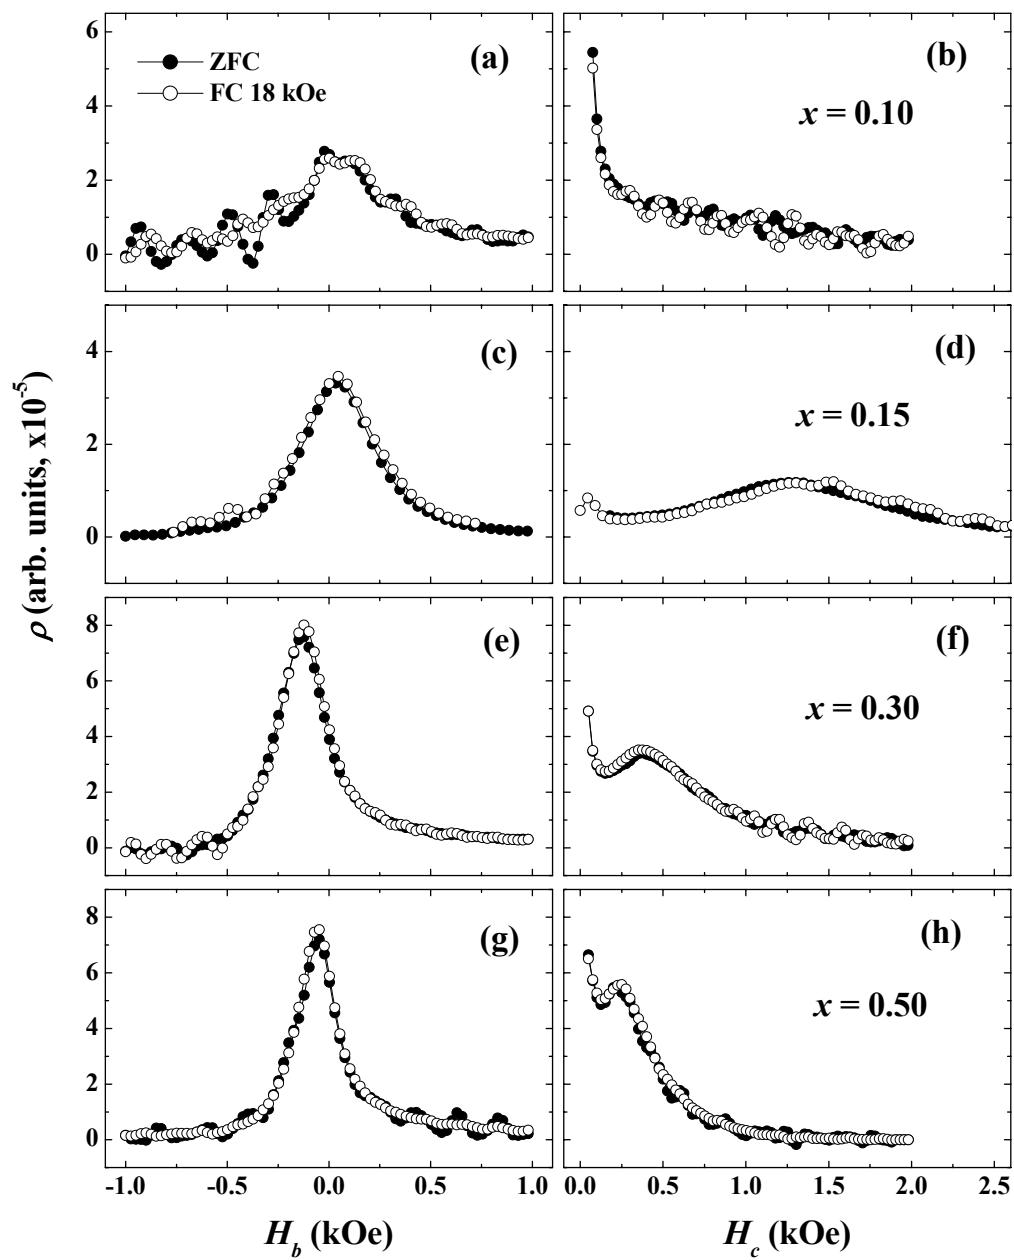 6
4
2
0
ZFC
FC 18 kOe
(a)
(b)
x = 0.10
4
2
0
(c)
(d)
x = 0.15
8
6
4
2
0
(e)
(f)
x = 0.30
8
6
4
2
0
(g)
(h)
x = 0.50
ρ (arb. units, x10⁻⁵)
-1.0 -0.5 0.0 0.5 1.0
0.0 0.5 1.0 1.5 2.0 2.5
H_b (kOe)
H_c (kOe)